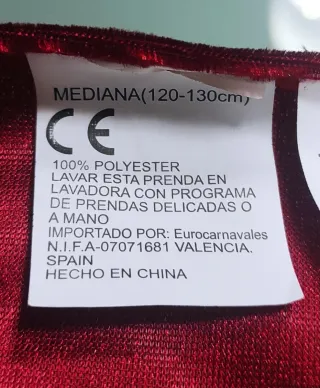 MEDIANA(120-130cm)
CE
100% POLYESTER
LAVAR ESTA PRENDA EN
LAVADORA CON PROGRAMA
DE PRENDAS DELICADAS O
A MANO
IMPORTADO POR: Eurocarnavales
N.I.F.A-07071681 VALENCIA.
SPAIN
HECHO EN CHINA